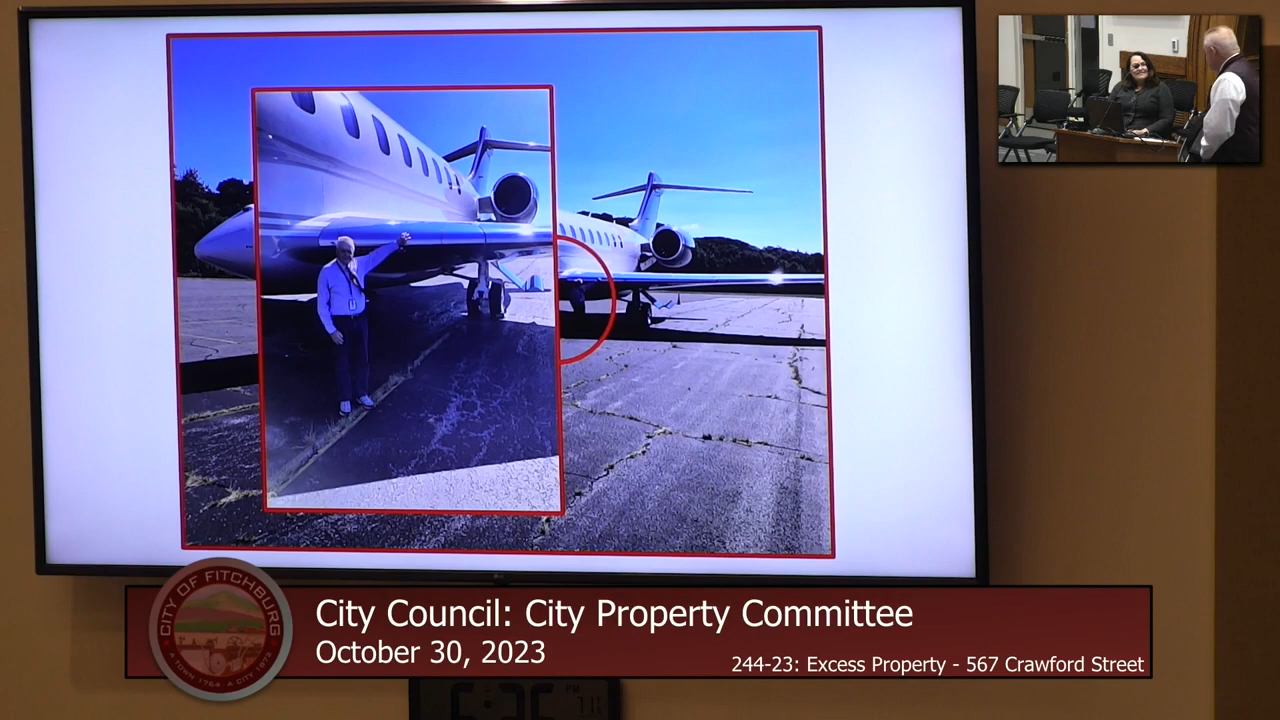 CITY OF FITCHBURG
A TOWN 1764 - A CITY 1872
City Council: City Property Committee
October 30, 2023
244-23: Excess Property - 567 Crawford Street
PM